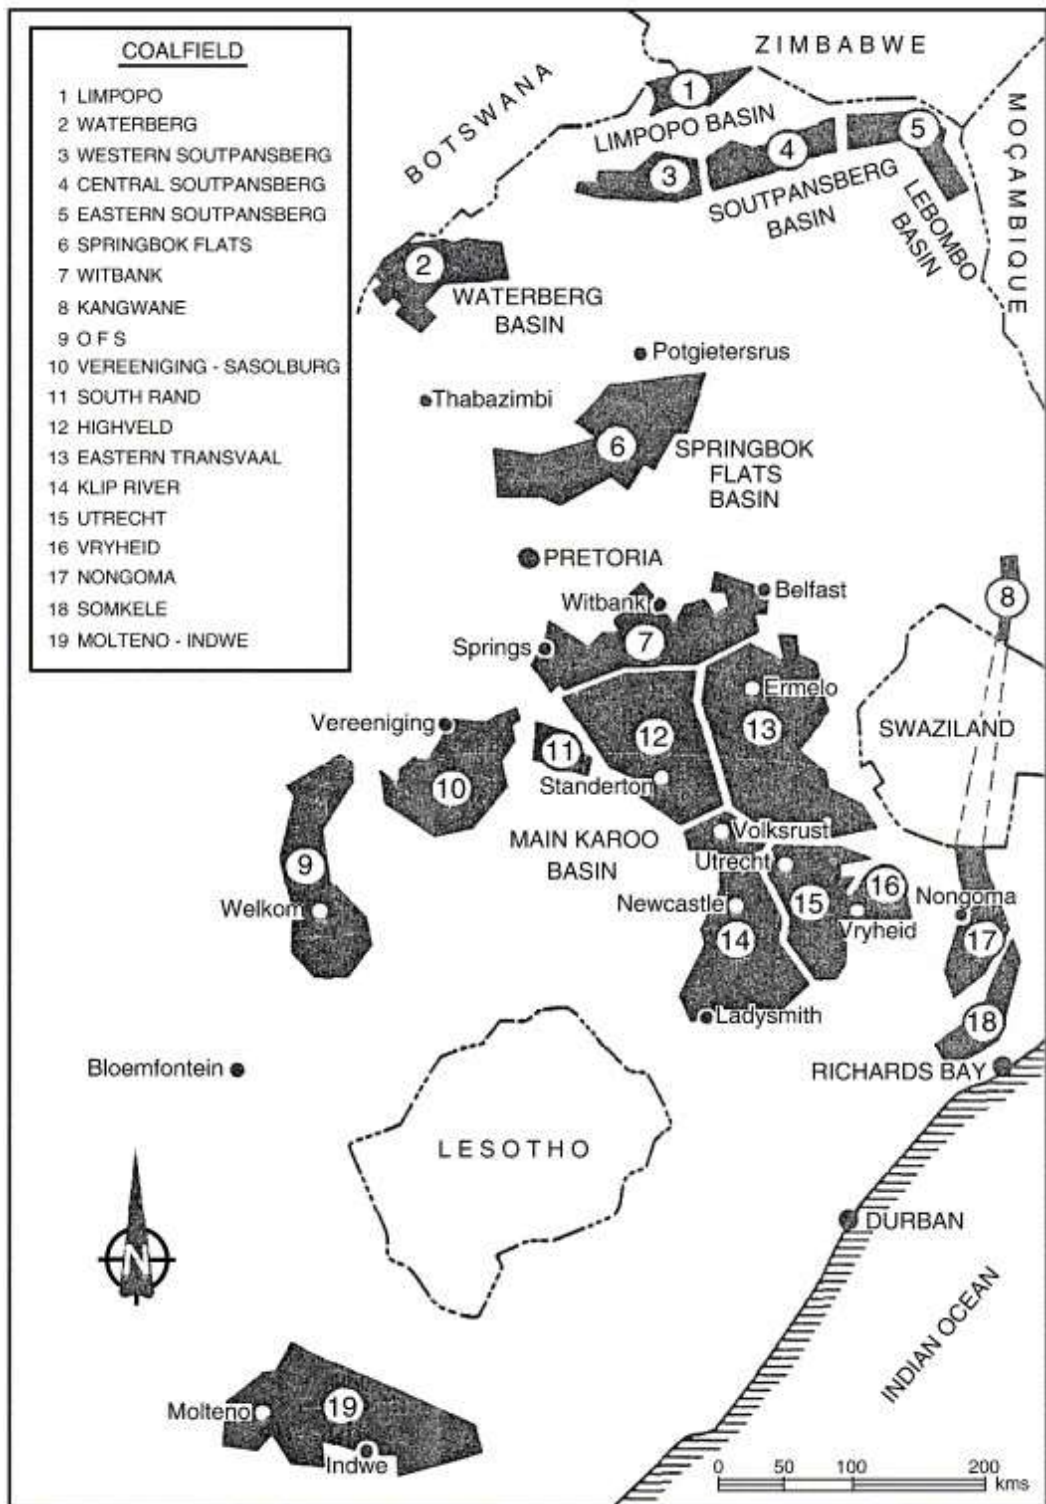 COALFIELD
1 LIMPOPO
2 WATERBERG
3 WESTERN SOUTPANSBERG
4 CENTRAL SOUTPANSBERG
5 EASTERN SOUTPANSBERG
6 SPRINGBOK FLATS
7 WITBANK
8 KANGWANE
9 O F S
10 VEREENIGING - SASOLBURG
11 SOUTH RAND
12 HIGHVELD
13 EASTERN TRANSVAAL
14 KLIP RIVER
15 UTRECHT
16 VRYHEID
17 NONGOMA
18 SOMKELE
19 MOLTENO - INDWE
ZIMBABWE
BOTSWANA
MOÇAMBIQUE
1
LIMPOPO BASIN
5
4
3
SOUTPANSBERG
BASIN
LEBOMBO
BASIN
2
WATERBERG
BASIN
Potgietersrus
Thabazimbi
6
SPRINGBOK
FLATS
BASIN
PRETORIA
Belfast
Witbank
8
7
Springs
Ermelo
Vereeniging
13
SWAZILAND
12
11
Standerton
10
Volksrust
MAIN KAROO
BASIN
Utrecht
9
16
Nongoma
Welkom
Newcastle
15
Vryheid
14
17
Ladysmith
18
Bloemfontein
RICHARDS BAY
LESOTHO
DURBAN
N
INDIAN OCEAN
Molteno
19
Indwe
0 50 100 200
kms